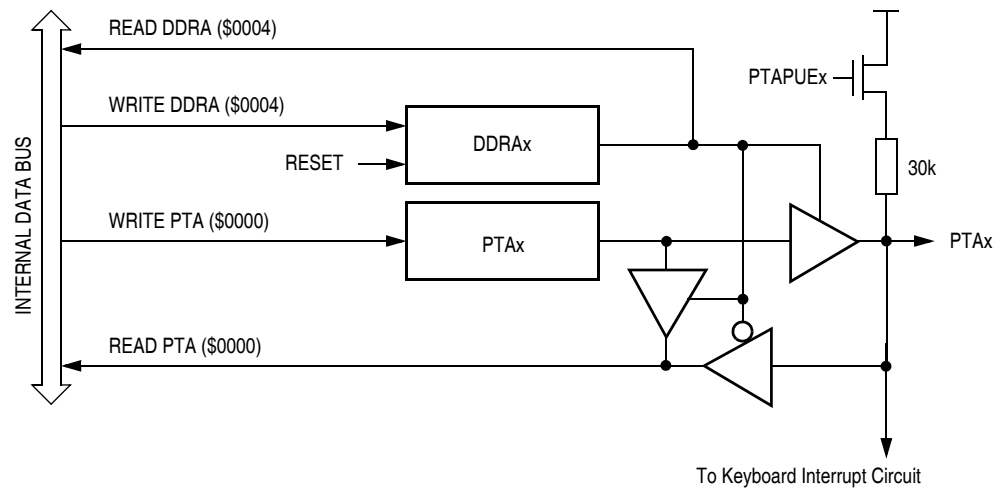 READ DDRA ($0004)
PTAPUEx
WRITE DDRA ($0004)
DDRAx
RESET
30k
INTERNAL DATA BUS
WRITE PTA ($0000)
PTAx
PTAx
READ PTA ($0000)
To Keyboard Interrupt Circuit